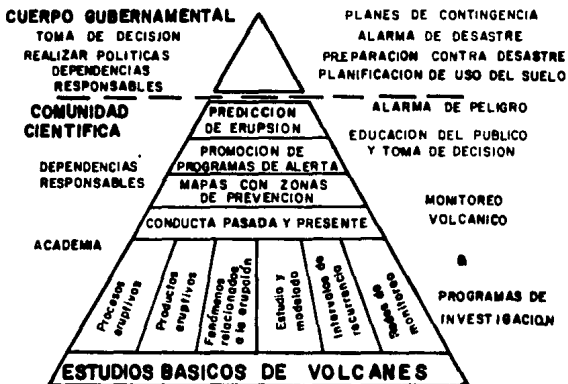 CUERPO GUBERNAMENTAL
TOMA DE DECISION
REALIZAR POLITICAS
DEPENDENCIAS
RESPONSABLES
PLANES DE CONTINGENCIA
ALARMA DE DESASTRE
PREPARACION CONTRA DESASTRE
PLANIFICACION DE USO DEL SUELO
COMUNIDAD
CIENTIFICA
DEPENDENCIAS
RESPONSABLES
ACADEMIA
PREDICCION
DE ERUPSION
PROMOCION DE
PROGRAMAS DE ALERTA
MAPAS CON ZONAS
DE PREVENCION
CONDUCTA PASADA Y PRESENTE
Procesos
eruptivos
Productos
eruptivos
Fenómenos
relacionados
a la erupción
Estudio y
modelado
Intervalos de
recurrencia
Redes de
monitoreo
ESTUDIOS BASICOS DE VOLCANES
ALARMA DE PELIGRO
EDUCACION DEL PUBLICO
Y TOMA DE DECISION
MONITOREO
VOLCANICO
PROGRAMAS DE
INVESTIGACION